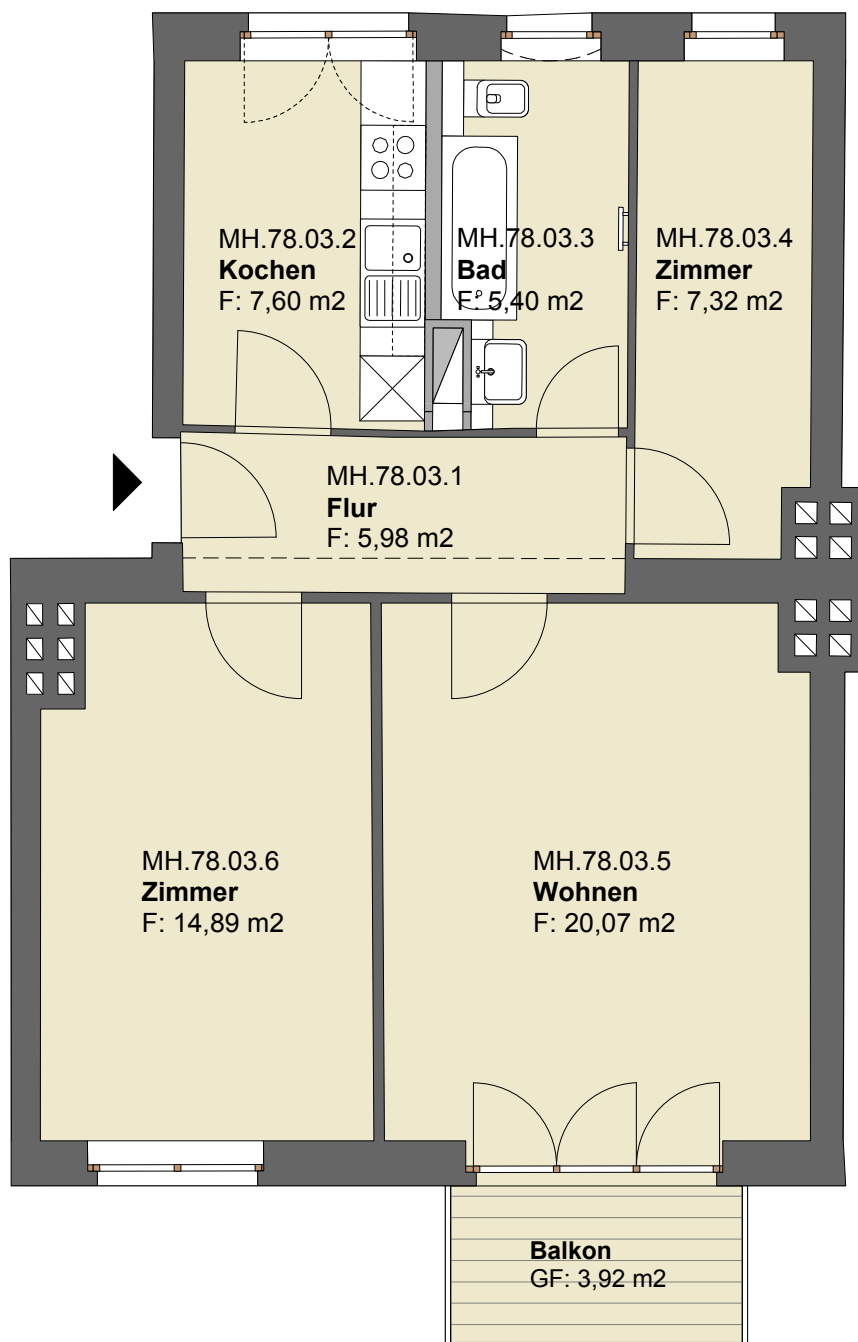 MH.78.03.2
Kochen
F: 7,60 m2
MH.78.03.3
Bad
F: 5,40 m2
MH.78.03.4
Zimmer
F: 7,32 m2
MH.78.03.1
Flur
F: 5,98 m2
MH.78.03.6
Zimmer
F: 14,89 m2
MH.78.03.5
Wohnen
F: 20,07 m2
Balkon
GF: 3,92 m2